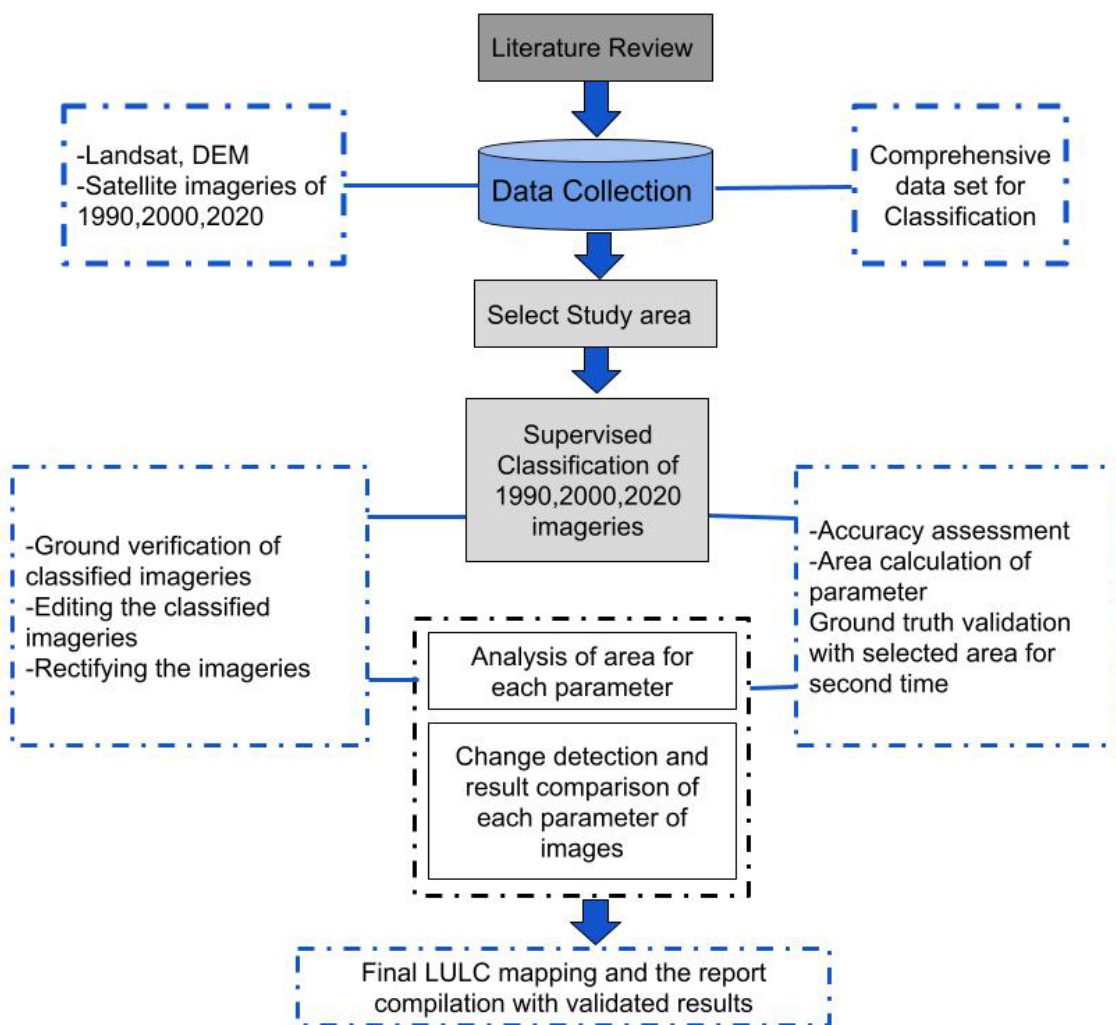 Literature Review
-Landsat, DEM
-Satellite imageries of
1990,2000,2020
Data Collection
Comprehensive
data set for
Classification
Select Study area
Supervised
Classification of
1990,2000,2020
imageries
-Ground verification of
classified imageries
-Editing the classified
imageries
-Rectifying the imageries
-Accuracy assessment
-Area calculation of
parameter
Ground truth validation
with selected area for
second time
Analysis of area for
each parameter
Change detection and
result comparison of
each parameter of
images
Final LULC mapping and the report
compilation with validated results